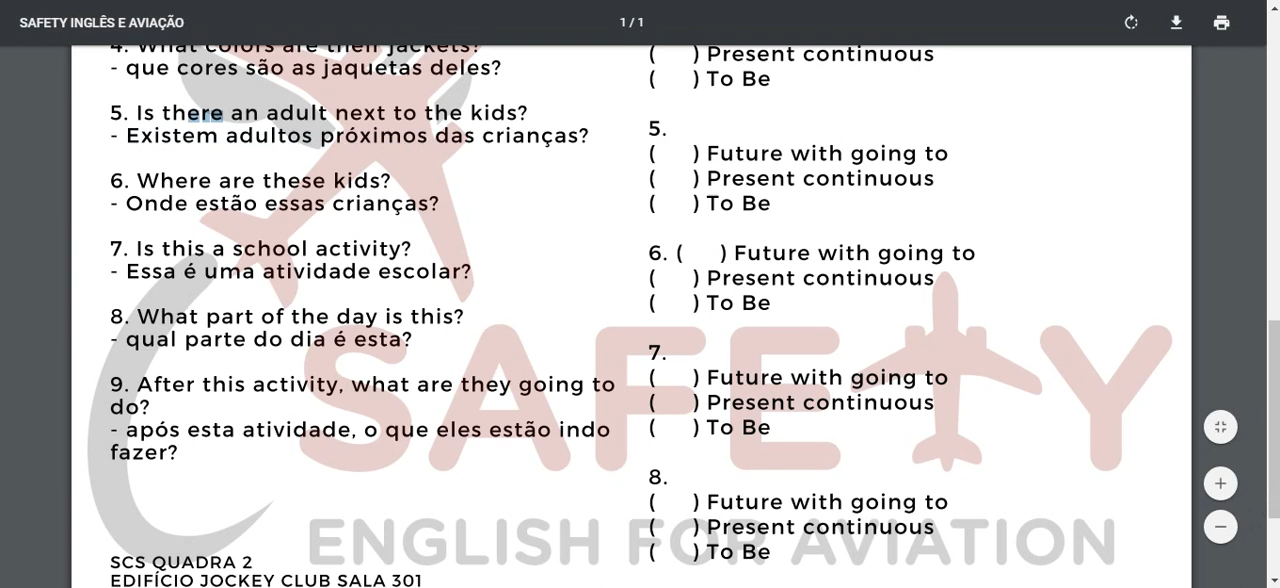 SAFETY INGLÊS E AVIAÇÃO
1 / 1
4. What colors are their jackets?
- que cores são as jaquetas deles?
5. Is there an adult next to the kids?
- Existem adultos próximos das crianças?
6. Where are these kids?
- Onde estão essas crianças?
7. Is this a school activity?
- Essa é uma atividade escolar?
8. What part of the day is this?
- qual parte do dia é esta?
9. After this activity, what are they going to
do?
- após esta atividade, o que eles estão indo
fazer?
SCS QUADRA 2
EDIFÍCIO JOCKEY CLUB SALA 301
( ) Present continuous
( ) To Be
5.
( ) Future with going to
( ) Present continuous
( ) To Be
6. ( ) Future with going to
( ) Present continuous
( ) To Be
7.
( ) Future with going to
( ) Present continuous
( ) To Be
8.
( ) Future with going to
( ) Present continuous
( ) To Be
SAFETY
ENGLISH FOR AVIATION